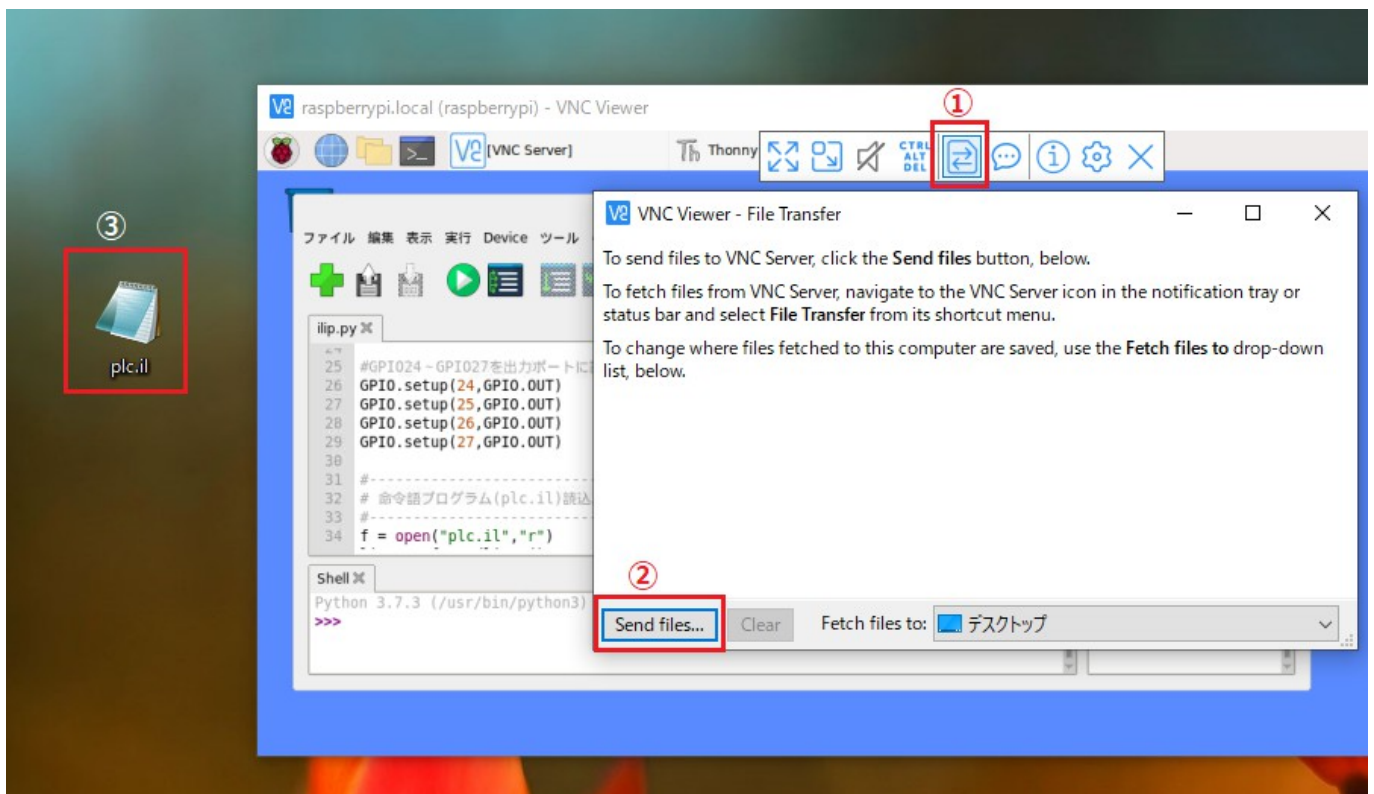 ①
raspberrypi.local (raspberrypi) - VNC Viewer
[VNC Server]
Thonny
CTRL
ALT
DEL
③
plc.il
ファイル 編集 表示 実行 Device ツール
ilip.py
24
25 #GPIO24~GPIO27を出力ポートに
26 GPIO.setup(24,GPIO.OUT)
27 GPIO.setup(25,GPIO.OUT)
28 GPIO.setup(26,GPIO.OUT)
29 GPIO.setup(27,GPIO.OUT)
30
31 #---------------------------
32 # 命令語プログラム(plc.il)読込
33 #---------------------------
34 f = open("plc.il","r")
Shell
Python 3.7.3 (/usr/bin/python3)
>>>
VNC Viewer - File Transfer
To send files to VNC Server, click the Send files button, below.
To fetch files from VNC Server, navigate to the VNC Server icon in the notification tray or
status bar and select File Transfer from its shortcut menu.
To change where files fetched to this computer are saved, use the Fetch files to drop-down
list, below.
②
Send files...
Clear
Fetch files to:
デスクトップ